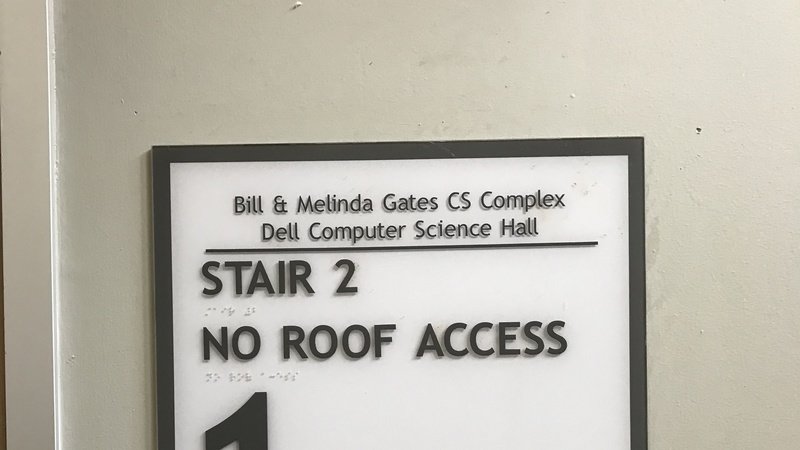 Bill & Melinda Gates CS Complex
Dell Computer Science Hall
STAIR 2
NO ROOF ACCESS
1